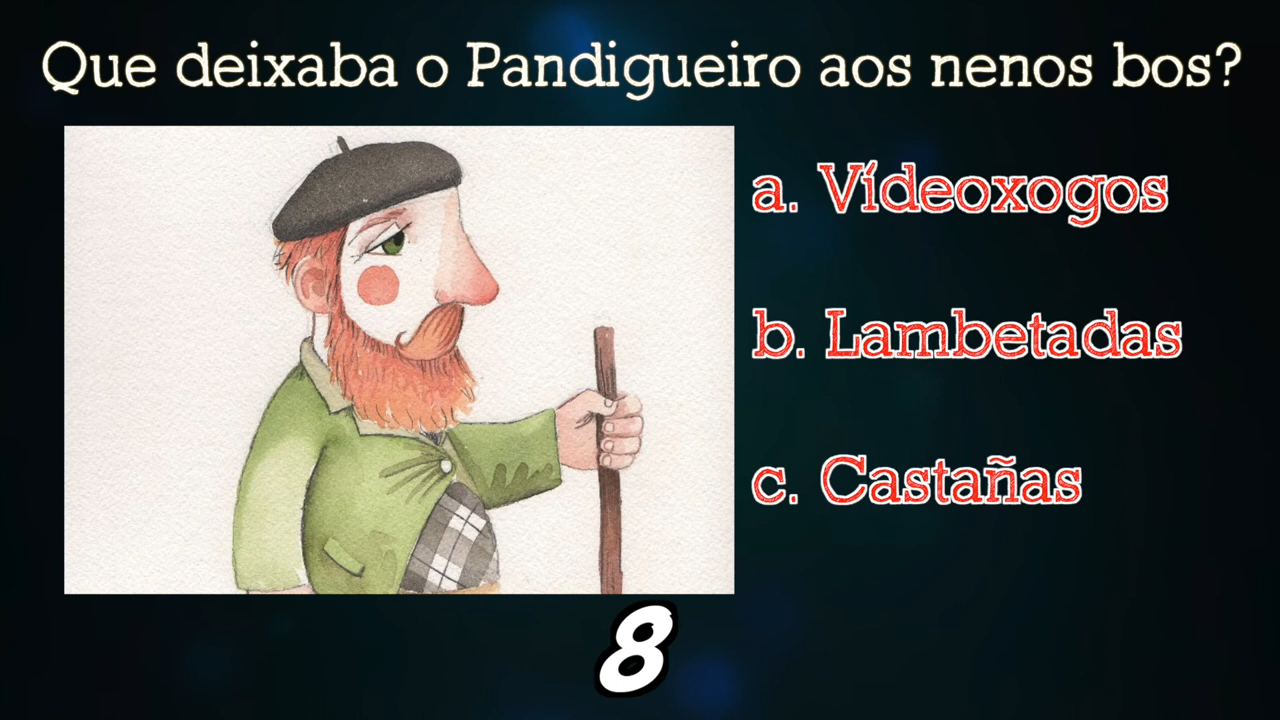 Que deixaba o Pandigueiro aos nenos bos?
a. Vídeoxogos
b. Lambetadas
c. Castañas
8